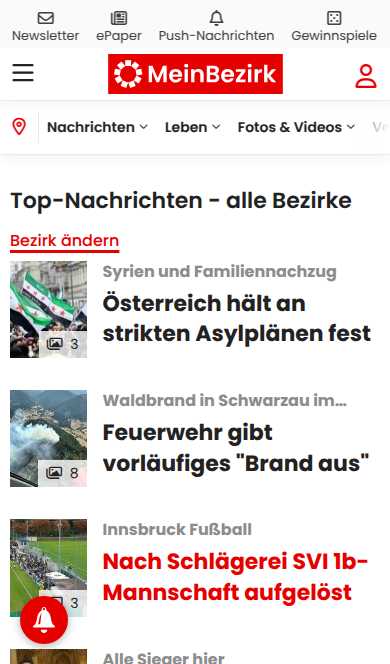 Newsletter ePaper Push-Nachrichten Gewinnspiele
MeinBezirk
Nachrichten Leben Fotos & Videos Ve
Top-Nachrichten - alle Bezirke
Bezirk ändern
Syrien und Familiennachzug
Österreich hält an
strikten Asylplänen fest
3
Waldbrand in Schwarzau im...
Feuerwehr gibt
vorläufiges "Brand aus"
8
Innsbruck Fußball
Nach Schlägerei SVI 1b-
Mannschaft aufgelöst
3
Alle Sieger hier